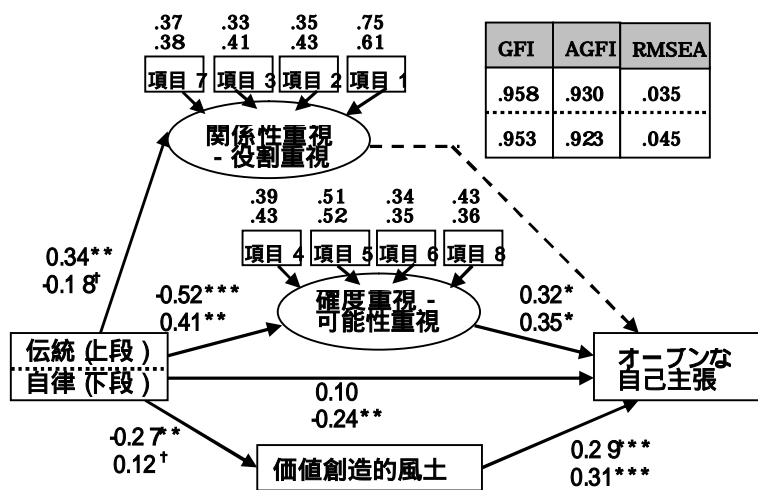 .37 .33 .35 .75
.38 .41 .43 .61
項目 7 項目 3 項目 2 項目 1
関係性重視
- 役割重視
GFI AGFI RMSEA
.958 .930 .035
.953 .923 .045
.39 .51 .34 .43
.43 .52 .35 .36
項目 4 項目 5 項目 6 項目 8
確度重視 -
可能性重視
0.34**
-0.18†
-0.52***
0.41**
0.32*
0.35*
伝統 (上段)
自律 (下段)
オープンな
自己主張
0.10
-0.24**
-0.27**
0.12†
価値創造的風土
0.29***
0.31***